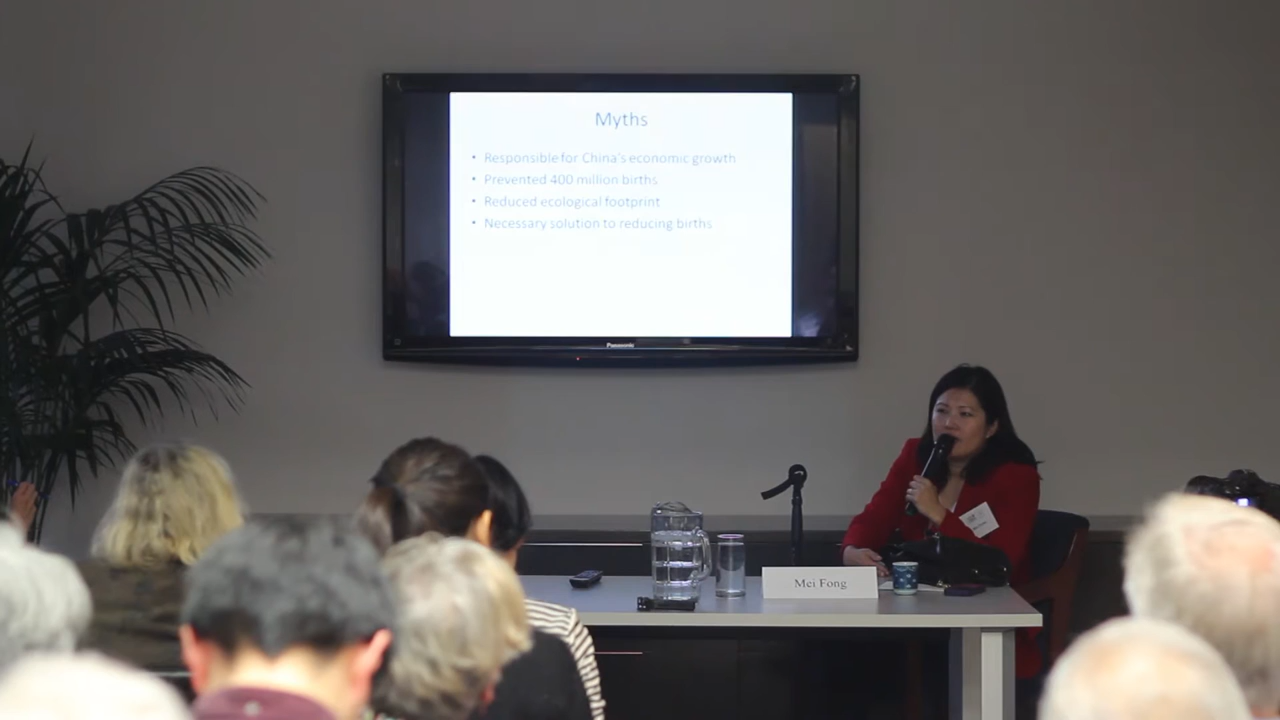 Myths
• Responsible for China's economic growth
• Prevented 400 million births
• Reduced ecological footprint
• Necessary solution to reducing births
Panasonic
Mei Fong